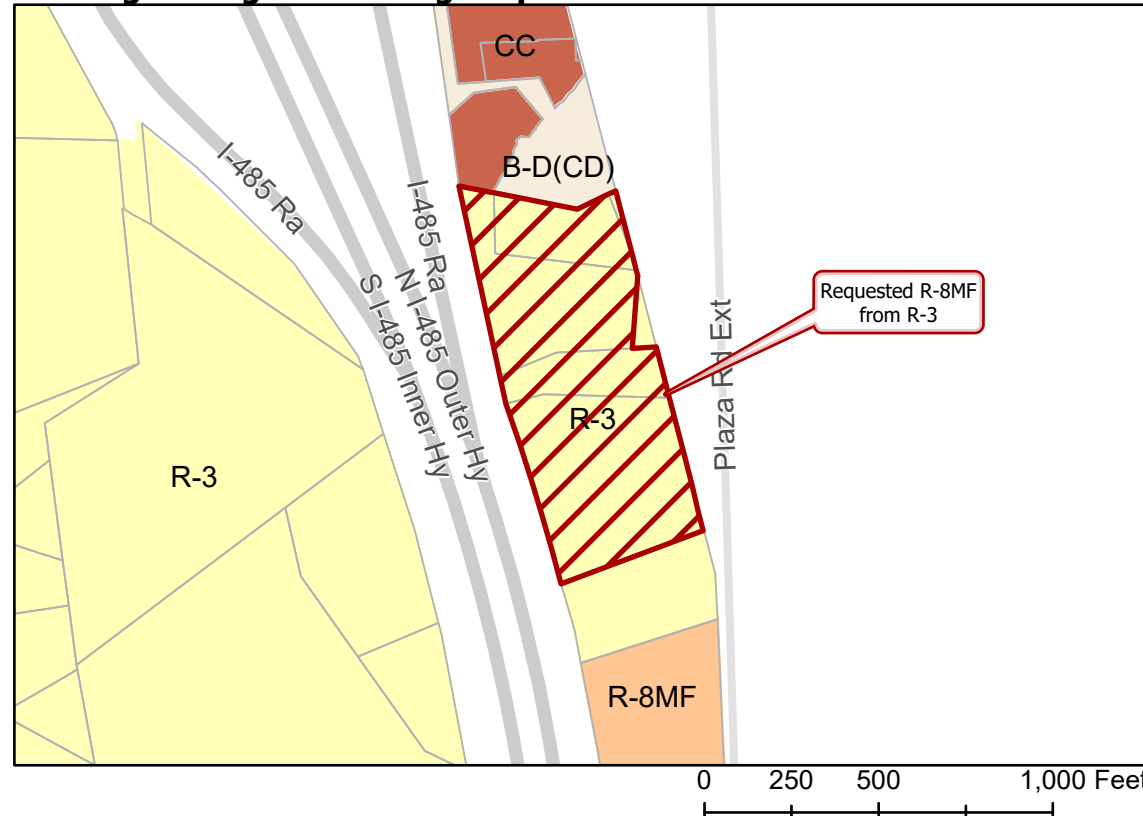 CC
B-D(CD)
I-485 Ra
I-485 Ra
S I-485 Inner Hy
N I-485 Outer Hy
Requested R-8MF
from R-3
Plaza Rd Ext
R-3
R-3
R-8MF
0 250 500 1,000 Feet